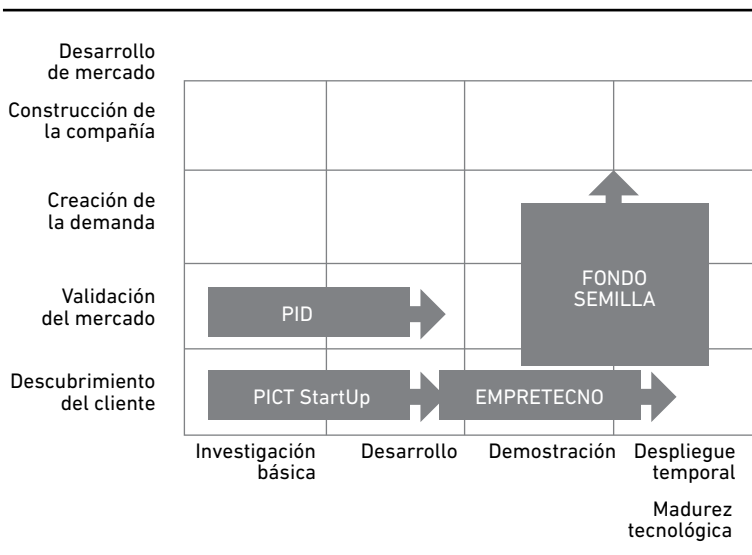 Desarrollo
de mercado
Construcción de
la compañía
Creación de
la demanda
Validación
del mercado
Descubrimiento
del cliente
FONDO
SEMILLA
PID
PICT StartUp
EMPRETECNO
Investigación
básica
Desarrollo
Demostración
Despliegue
temporal
Madurez
tecnológica